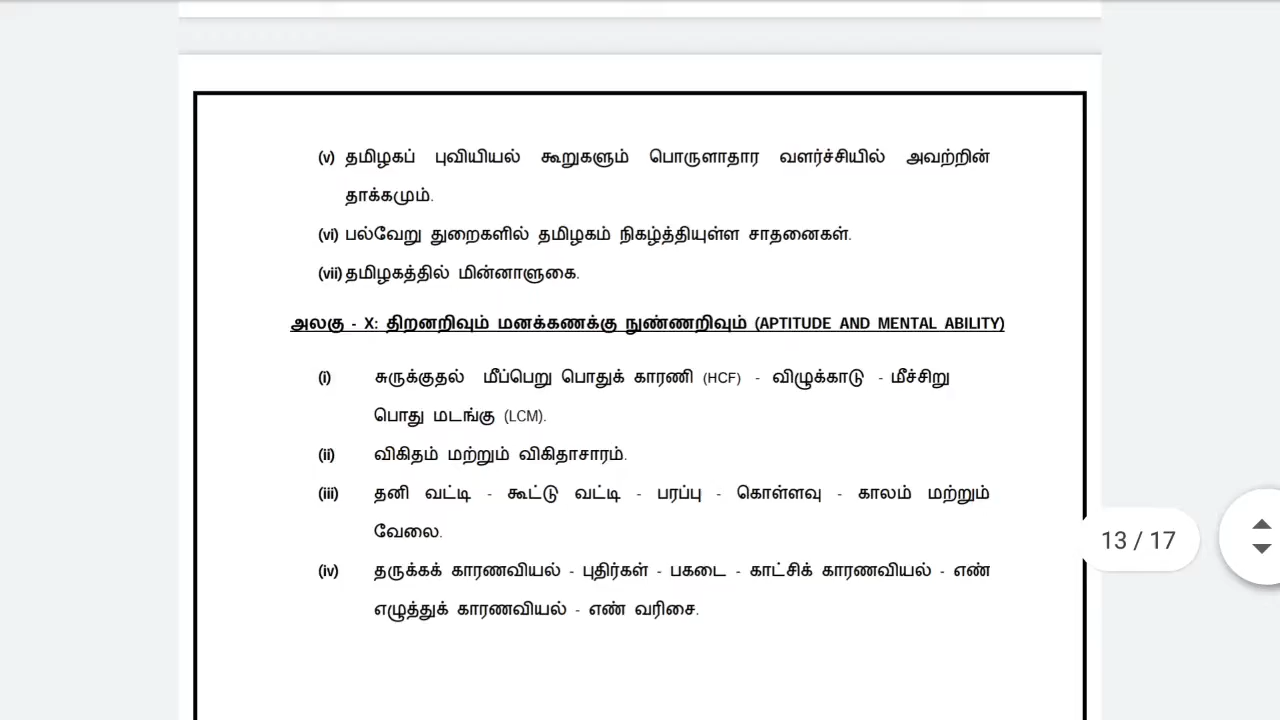 (v) தமிழகப் புவியியல் கூறுகளும் பொருளாதார வளர்ச்சியில் அவற்றின்
தாக்கமும்.
(vi) பல்வேறு துறைகளில் தமிழகம் நிகழ்த்தியுள்ள சாதனைகள்.
(vii) தமிழகத்தில் மின்னாளுகை.
அலகு - X: திறனறிவும் மனக்கணக்கு நுண்ணறிவும் (APTITUDE AND MENTAL ABILITY)
(i) சுருக்குதல் மீப்பெறு பொதுக் காரணி (HCF) - விழுக்காடு - மீச்சிறு
பொது மடங்கு (LCM).
(ii) விகிதம் மற்றும் விகிதாசாரம்.
(iii) தனி வட்டி - கூட்டு வட்டி - பரப்பு - கொள்ளவு - காலம் மற்றும்
வேலை.
13 / 17
(iv) தருக்கக் காரணவியல் - புதிர்கள் - பகடை - காட்சிக் காரணவியல் - எண்
எழுத்துக் காரணவியல் - எண் வரிசை.